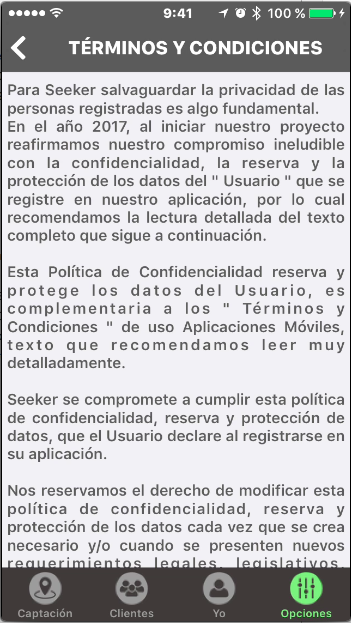 9:41 100 %
TÉRMINOS Y CONDICIONES
Para Seeker salvaguardar la privacidad de las
personas registradas es algo fundamental.
En el año 2017, al iniciar nuestro proyecto
reafirmamos nuestro compromiso ineludible
con la confidencialidad, la reserva y la
protección de los datos del " Usuario " que se
registre en nuestro aplicación, por lo cual
recomendamos la lectura detallada del texto
completo que sigue a continuación.
Esta Política de Confidencialidad reserva y
protege los datos del Usuario, es
complementaria a los " Términos y
Condiciones " de uso Aplicaciones Móviles,
texto que recomendamos leer muy
detalladamente.
Seeker se compromete a cumplir esta política
de confidencialidad, reserva y protección de
datos, que el Usuario declare al registrarse en
su aplicación.
Nos reservamos el derecho de modificar esta
política de confidencialidad, reserva y
protección de los datos cada vez que se crea
necesario y/o cuando se presenten nuevos
requerimientos legales, legislativos,
Captación Clientes Yo Opciones